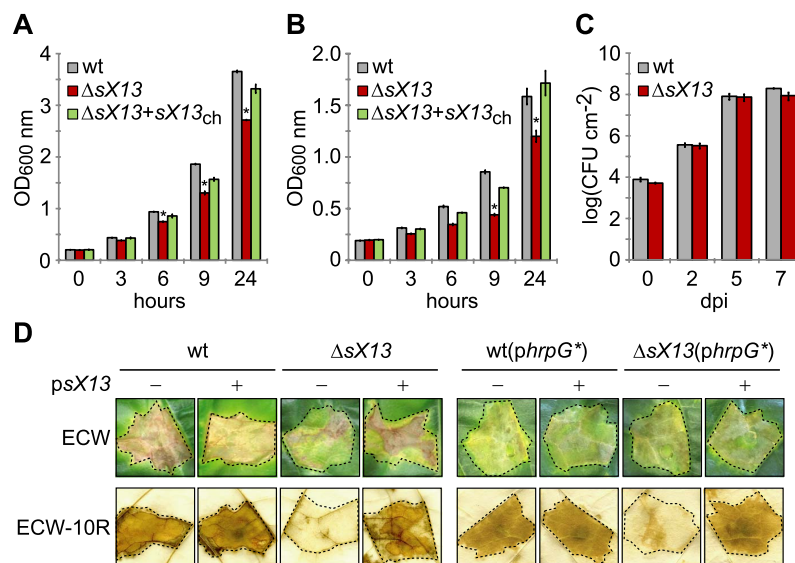 A
wt
ΔsX13
ΔsX13+sX13ch
OD600 nm
4
3
2
1
0
0 3 6 9 24
hours
B
wt
ΔsX13
ΔsX13+sX13ch
OD600 nm
2.0
1.5
1.0
0.5
0
0 3 6 9 24
hours
C
wt
ΔsX13
log(CFU cm-2)
10
8
6
4
2
0
0 2 5 7
dpi
D
wt ΔsX13 wt(phrpG*) ΔsX13(phrpG*)
psX13 − + − + − + − +
ECW
ECW-10R
* * *
* *